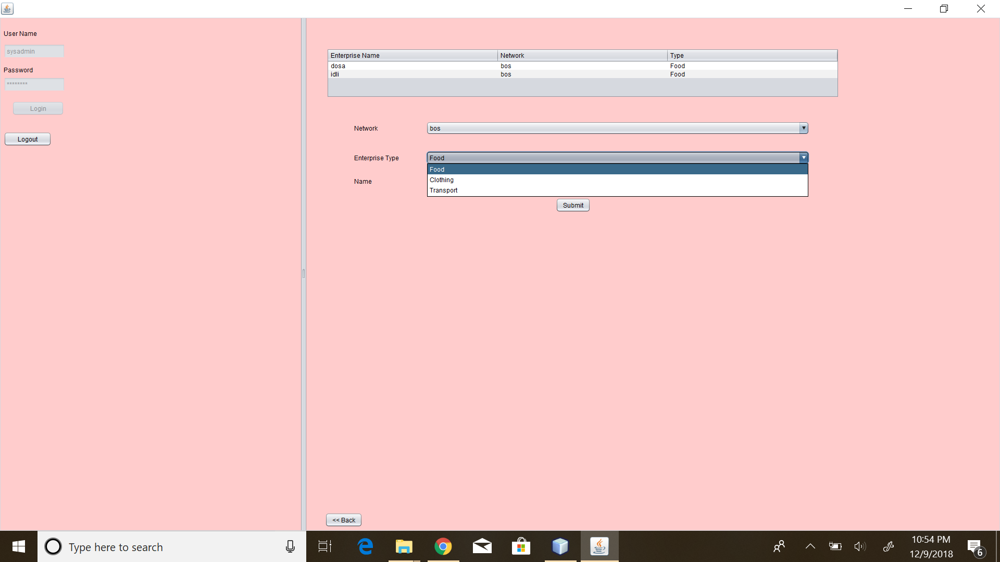 User Name
sysadmin
Password
********
Login
Logout
Enterprise Name Network Type
dosa bos Food
idli bos Food
Network bos
Enterprise Type Food
Food
Clothing
Name
Transport
Submit
<< Back
Type here to search
10:54 PM
12/9/2018
6